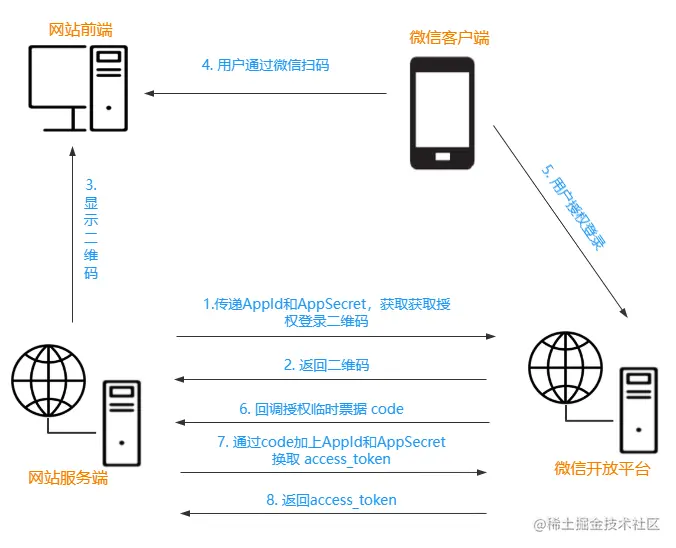 网站前端
微信客户端
4. 用户通过微信扫码
3.
显
示
二
维
码
5. 用户授权登录
1.传递AppId和AppSecret，获取获取授
权登录二维码
2. 返回二维码
6. 回调授权临时票据 code
7. 通过code加上AppId和AppSecret
换取 access_token
网站服务端
微信开放平台
8. 返回access_token
@稀土掘金技术社区